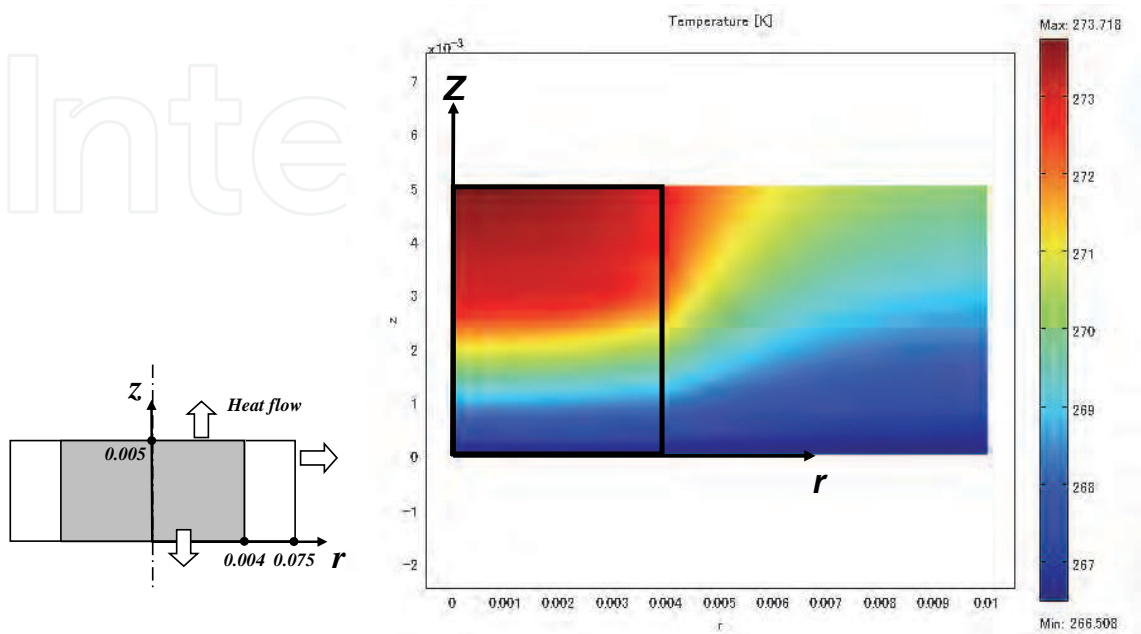 Inte
Temperature [K]
Max: 273.718
×10⁻³
7
6
5
4
3
2
1
0
-1
-2
z
Z
r
0
0.001
0.002
0.003
0.004
0.005
0.006
0.007
0.008
0.009
0.01
r
273
272
271
270
269
268
267
Min: 266.508
z
Heat flow
0.005
0.004
0.075
r